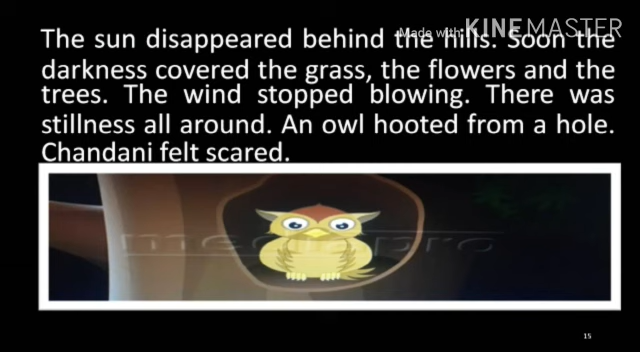 Made with KINEMASTER
The sun disappeared behind the hills. Soon the
darkness covered the grass, the flowers and the
trees. The wind stopped blowing. There was
stillness all around. An owl hooted from a hole.
Chandani felt scared.
mediapro
15